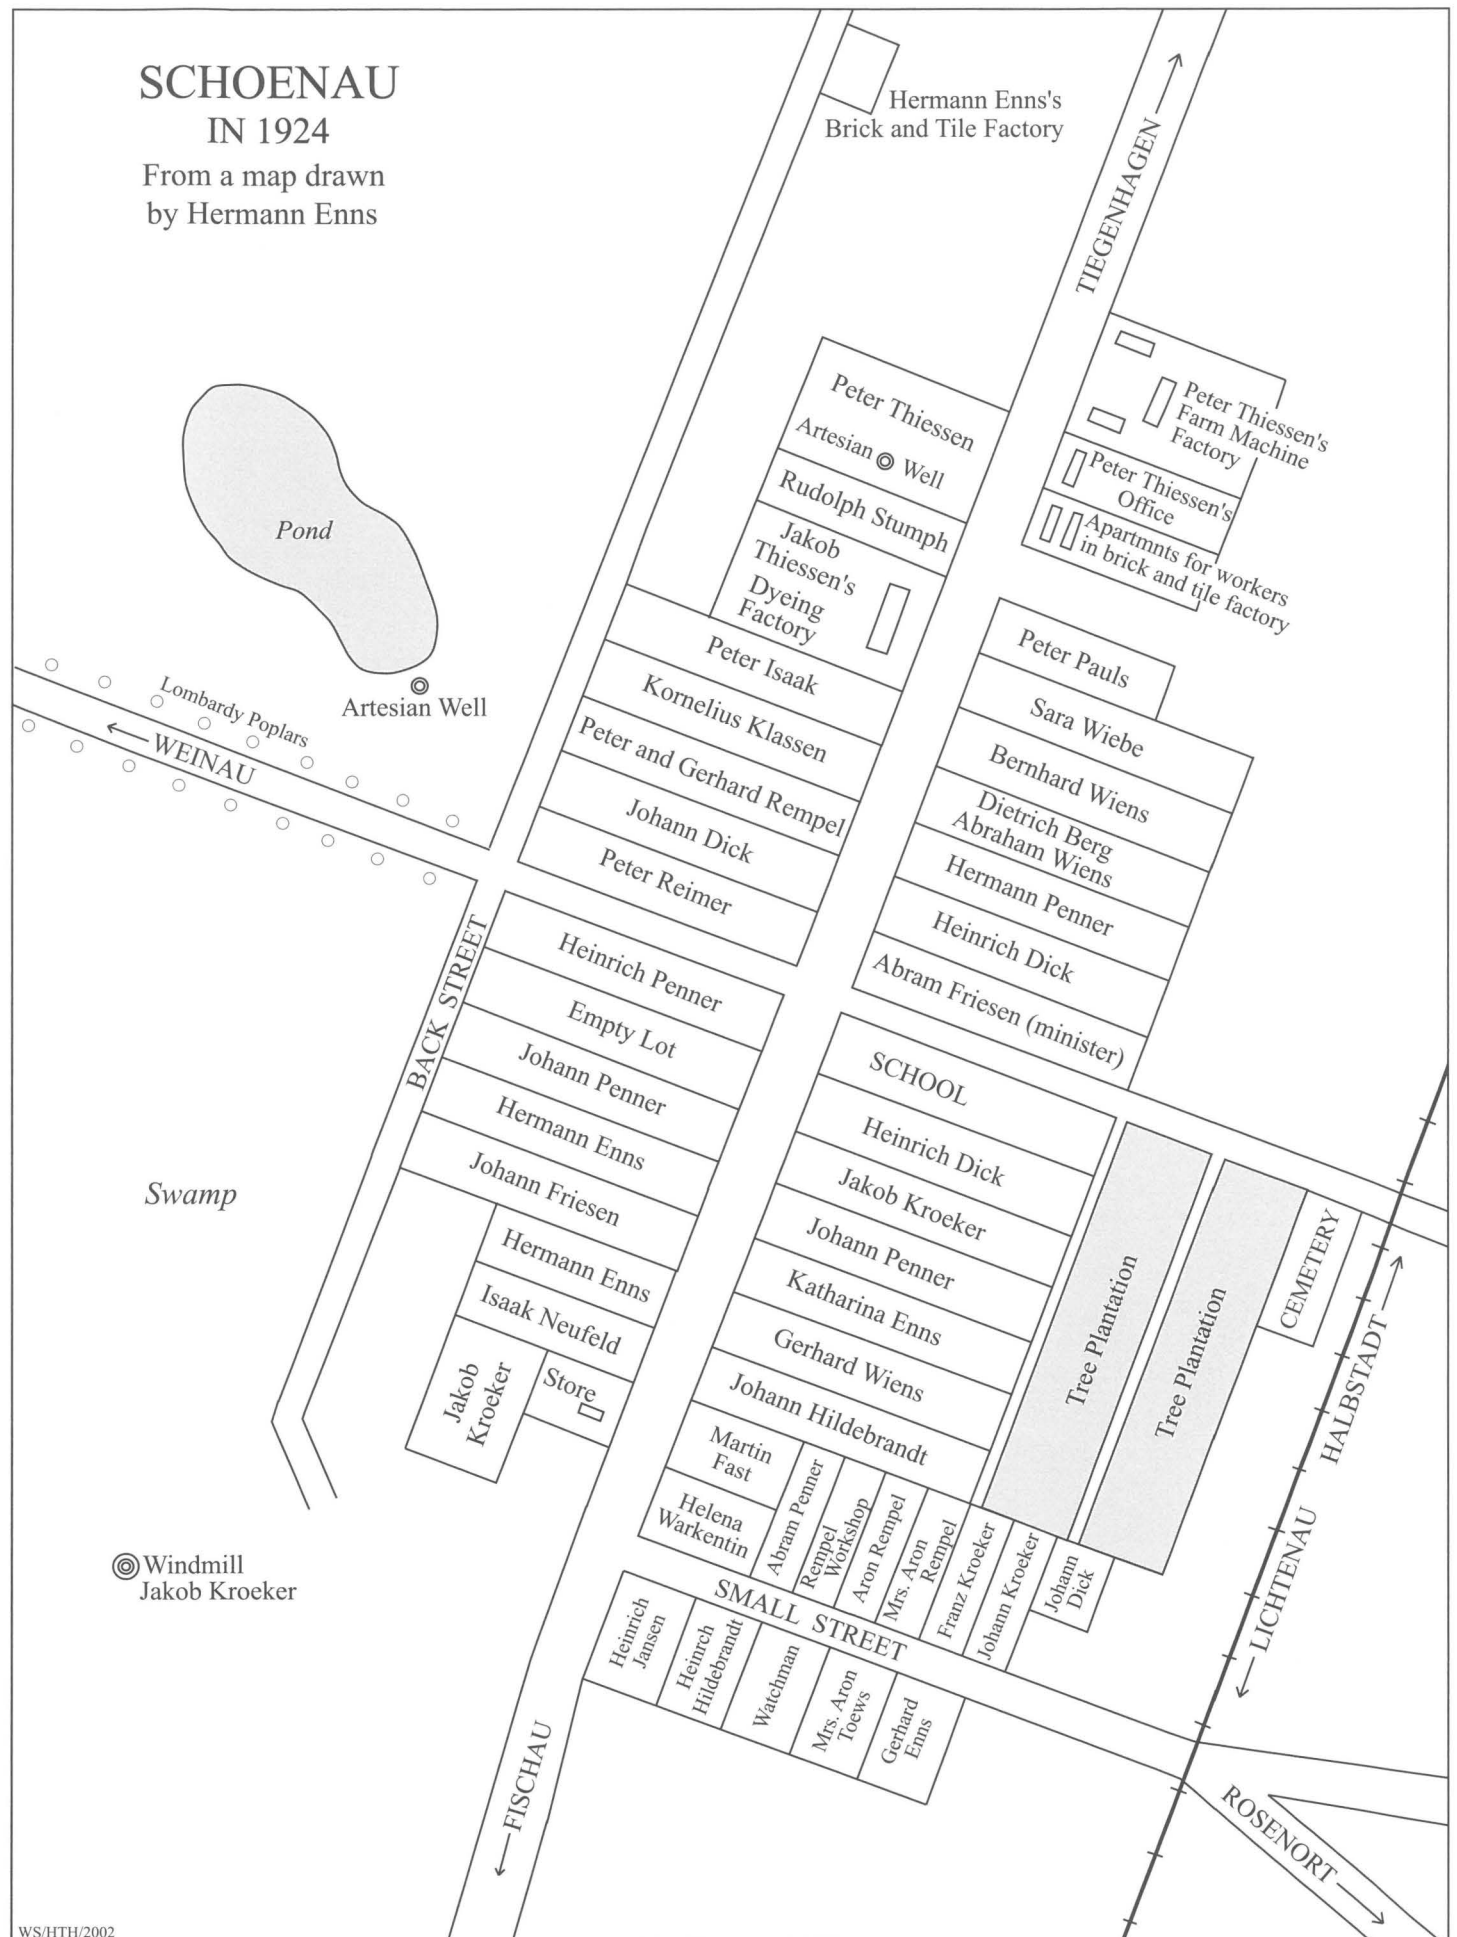 SCHOENAU
IN 1924
From a map drawn
by Hermann Enns
Hermann Enns's
Brick and Tile Factory
TIEGENHAGEN
Peter Thiessen
Artesian Well
Rudolph Stumph
Jakob
Thiessen's
Dyeing
Factory
Peter Thiessen's
Farm Machine
Factory
Peter Thiessen's
Office
Apartmnts for workers
in brick and tile factory
Pond
Artesian Well
Lombardy Poplars
WEINAU
Peter Isaak
Kornelius Klassen
Peter and Gerhard Rempel
Johann Dick
Peter Reimer
Peter Pauls
Sara Wiebe
Bernhard Wiens
Dietrich Berg
Abraham Wiens
Hermann Penner
Heinrich Dick
Abram Friesen (minister)
BACK STREET
Heinrich Penner
Empty Lot
Johann Penner
Hermann Enns
Johann Friesen
Hermann Enns
Isaak Neufeld
Jakob
Kroeker
Store
Swamp
SCHOOL
Heinrich Dick
Jakob Kroeker
Johann Penner
Katharina Enns
Gerhard Wiens
Johann Hildebrandt
Tree Plantation
Tree Plantation
CEMETERY
HALBSTADT
LICHTENAU
Martin
Fast
Helena
Warkentin
Abram Penner
Rempel
Workshop
Aron Rempel
Mrs. Aron
Rempel
Franz Kroeker
Johann Kroeker
Johann
Dick
Windmill
Jakob Kroeker
SMALL STREET
Heinrich
Jansen
Heinrch
Hildebrandt
Watchman
Mrs. Aron
Toews
Gerhard
Enns
FISCHAU
ROSENORT
WS/HTH/2002